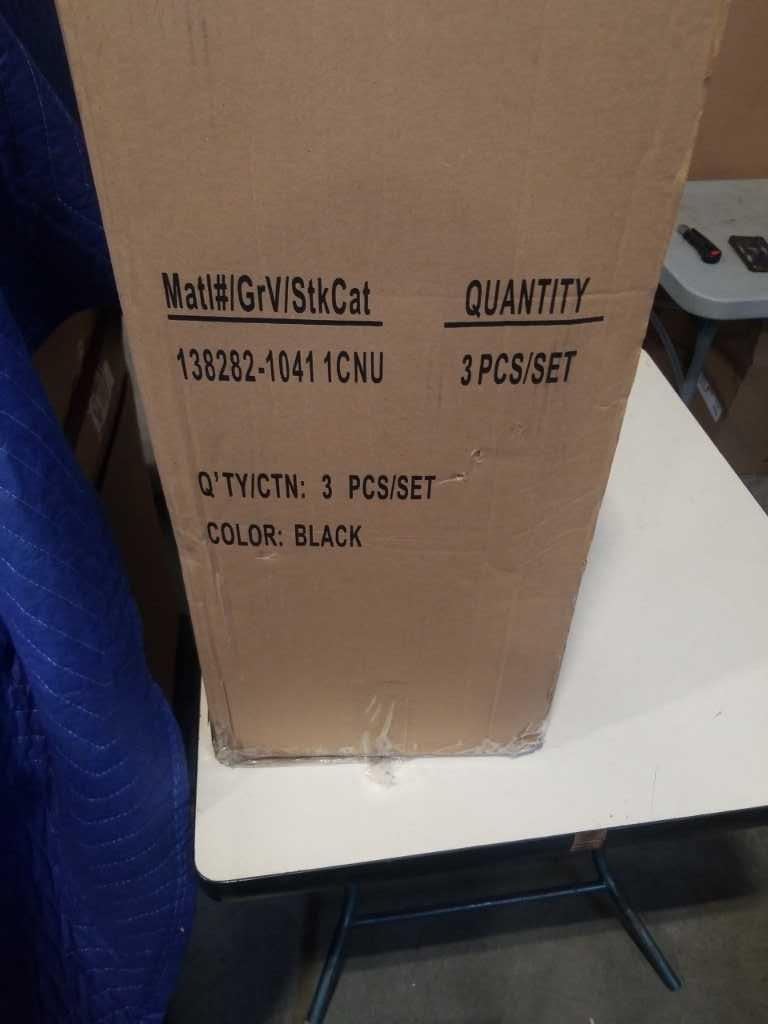 Matl#/GrV/StkCat QUANTITY
138282-1041 1CNU 3 PCS/SET
Q'TY/CTN: 3 PCS/SET
COLOR: BLACK